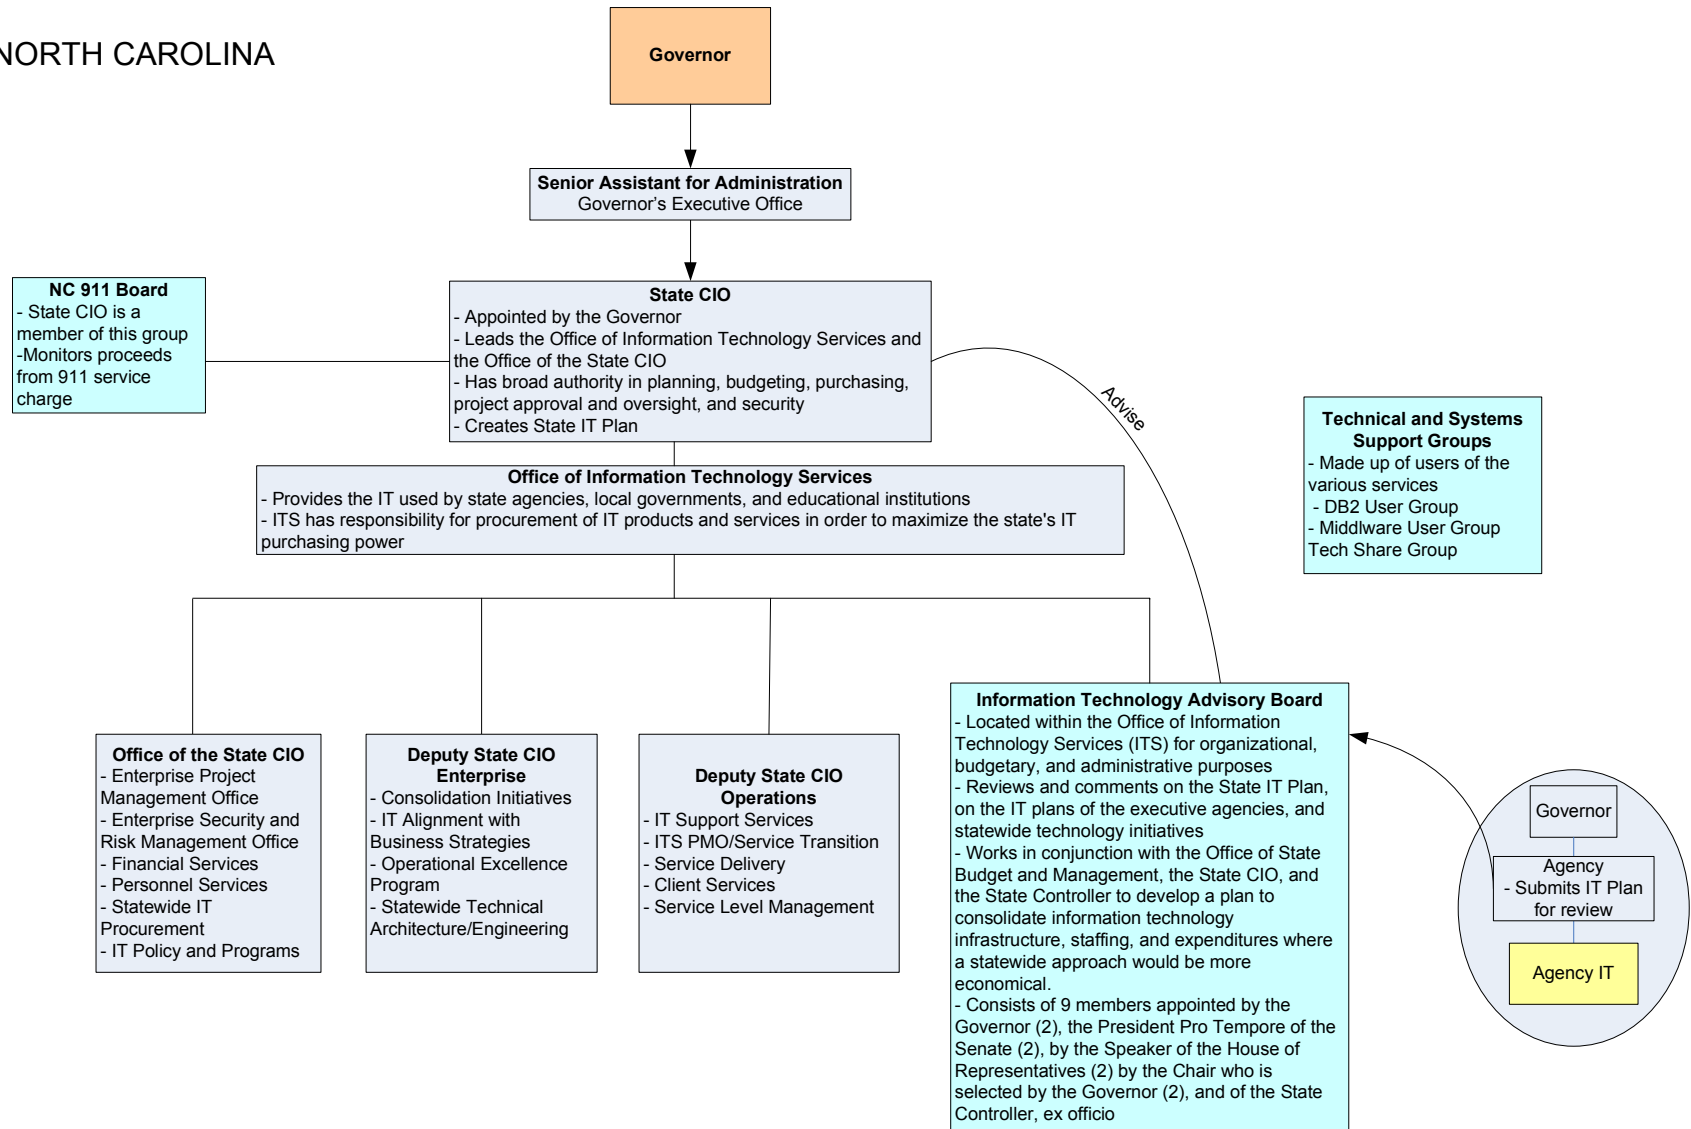 NORTH CAROLINA
Governor
Senior Assistant for Administration
Governor's Executive Office
NC 911 Board
- State CIO is a
member of this group
-Monitors proceeds
from 911 service
charge
State CIO
- Appointed by the Governor
- Leads the Office of Information Technology Services and
the Office of the State CIO
- Has broad authority in planning, budgeting, purchasing,
project approval and oversight, and security
- Creates State IT Plan
Advise
Technical and Systems
Support Groups
- Made up of users of the
various services
- DB2 User Group
- Middlware User Group
Tech Share Group
Office of Information Technology Services
- Provides the IT used by state agencies, local governments, and educational institutions
- ITS has responsibility for procurement of IT products and services in order to maximize the state's IT
purchasing power
Office of the State CIO
- Enterprise Project
Management Office
- Enterprise Security and
Risk Management Office
- Financial Services
- Personnel Services
- Statewide IT
Procurement
- IT Policy and Programs
Deputy State CIO
Enterprise
- Consolidation Initiatives
- IT Alignment with
Business Strategies
- Operational Excellence
Program
- Statewide Technical
Architecture/Engineering
Deputy State CIO
Operations
- IT Support Services
- ITS PMO/Service Transition
- Service Delivery
- Client Services
- Service Level Management
Information Technology Advisory Board
- Located within the Office of Information
Technology Services (ITS) for organizational,
budgetary, and administrative purposes
- Reviews and comments on the State IT Plan,
on the IT plans of the executive agencies, and
statewide technology initiatives
- Works in conjunction with the Office of State
Budget and Management, the State CIO, and
the State Controller to develop a plan to
consolidate information technology
infrastructure, staffing, and expenditures where
a statewide approach would be more
economical.
- Consists of 9 members appointed by the
Governor (2), the President Pro Tempore of the
Senate (2), by the Speaker of the House of
Representatives (2) by the Chair who is
selected by the Governor (2), and of the State
Controller, ex officio
Governor
Agency
- Submits IT Plan
for review
Agency IT